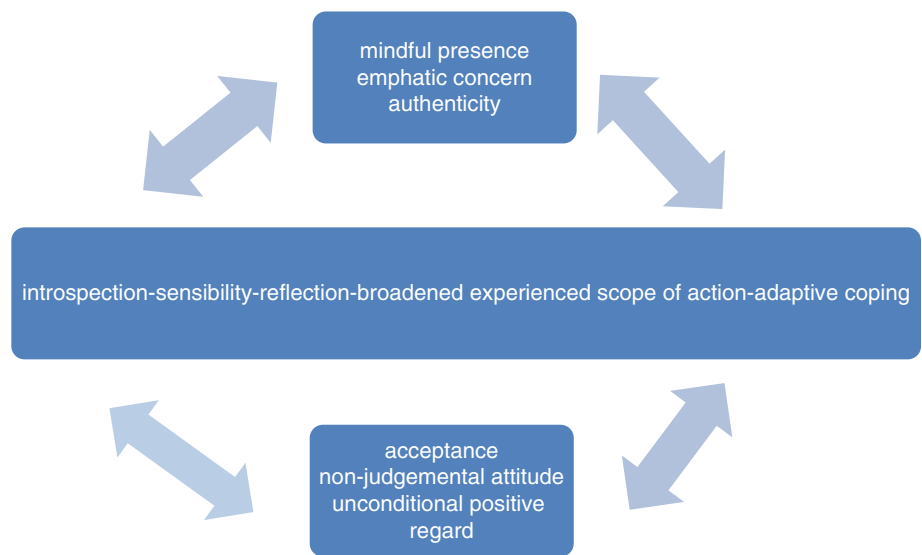 mindful presence
emphatic concern
authenticity
introspection-sensibility-reflection-broadened experienced scope of action-adaptive coping
acceptance
non-judgemental attitude
unconditional positive
regard